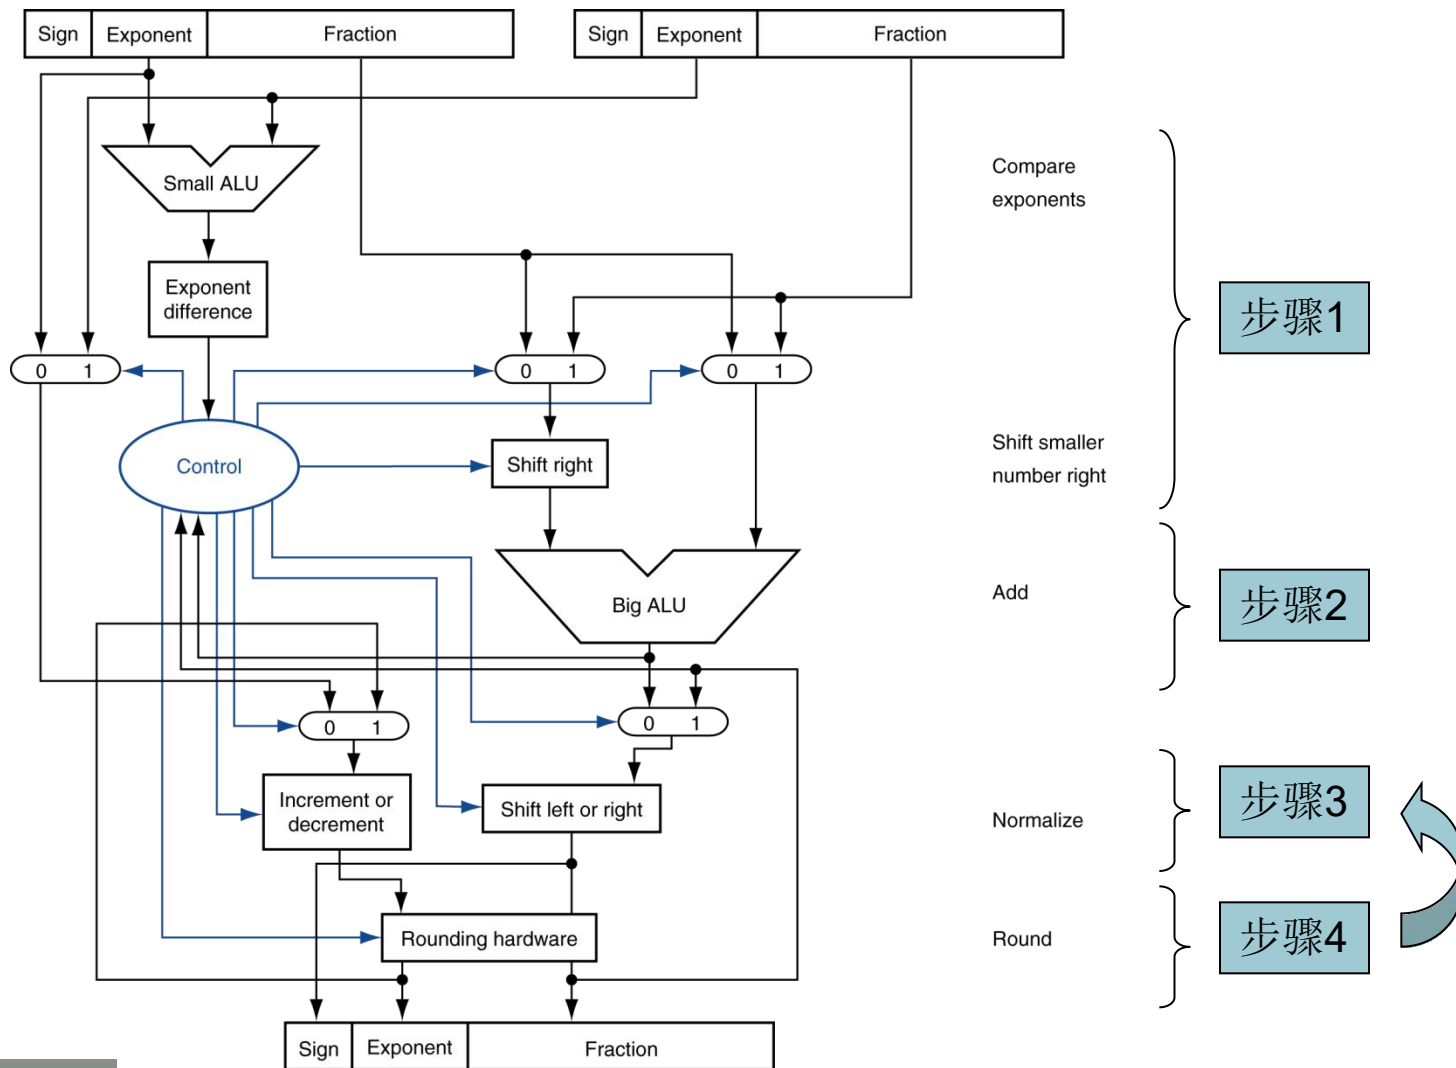 Sign Exponent Fraction
Sign Exponent Fraction
Small ALU
Compare
exponents
Exponent
difference
步骤1
0 1
0 1
0 1
Control
Shift right
Shift smaller
number right
Big ALU
Add
步骤2
0 1
0 1
Increment or
decrement
Shift left or right
Normalize
步骤3
Rounding hardware
Round
步骤4
Sign Exponent Fraction